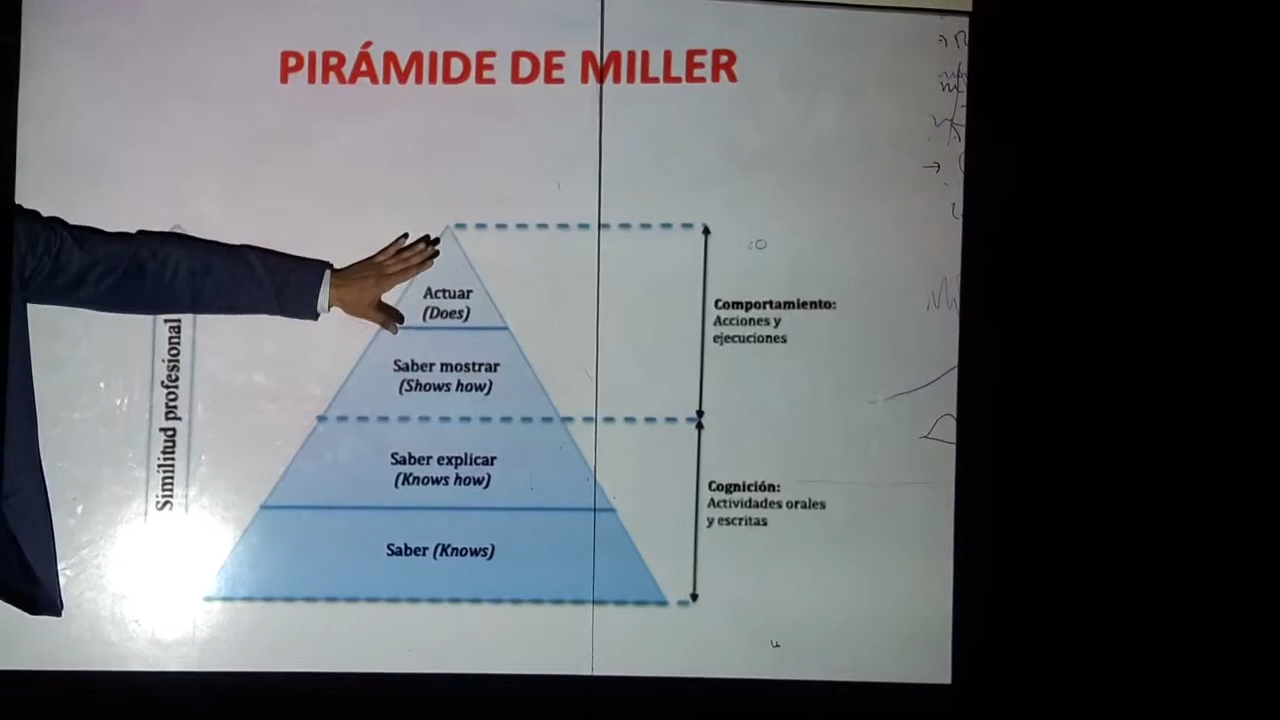 PIRÁMIDE DE MILLER
Similitud profesional
Actuar
(Does)
Saber mostrar
(Shows how)
Saber explicar
(Knows how)
Saber (Knows)
Comportamiento:
Acciones y
ejecuciones
Cognición:
Actividades orales
y escritas